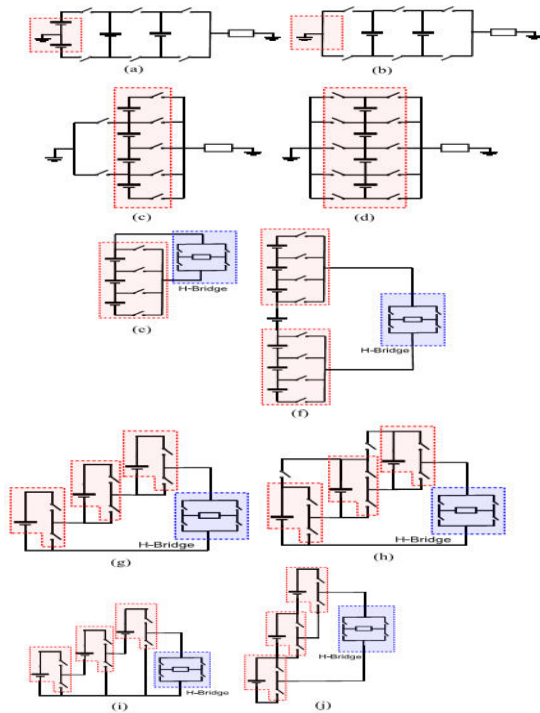 (a)
(b)
(c)
(d)
H-Bridge
(e)
H-Bridge
(f)
H-Bridge
(g)
H-Bridge
(h)
H-Bridge
(i)
H-Bridge
(j)